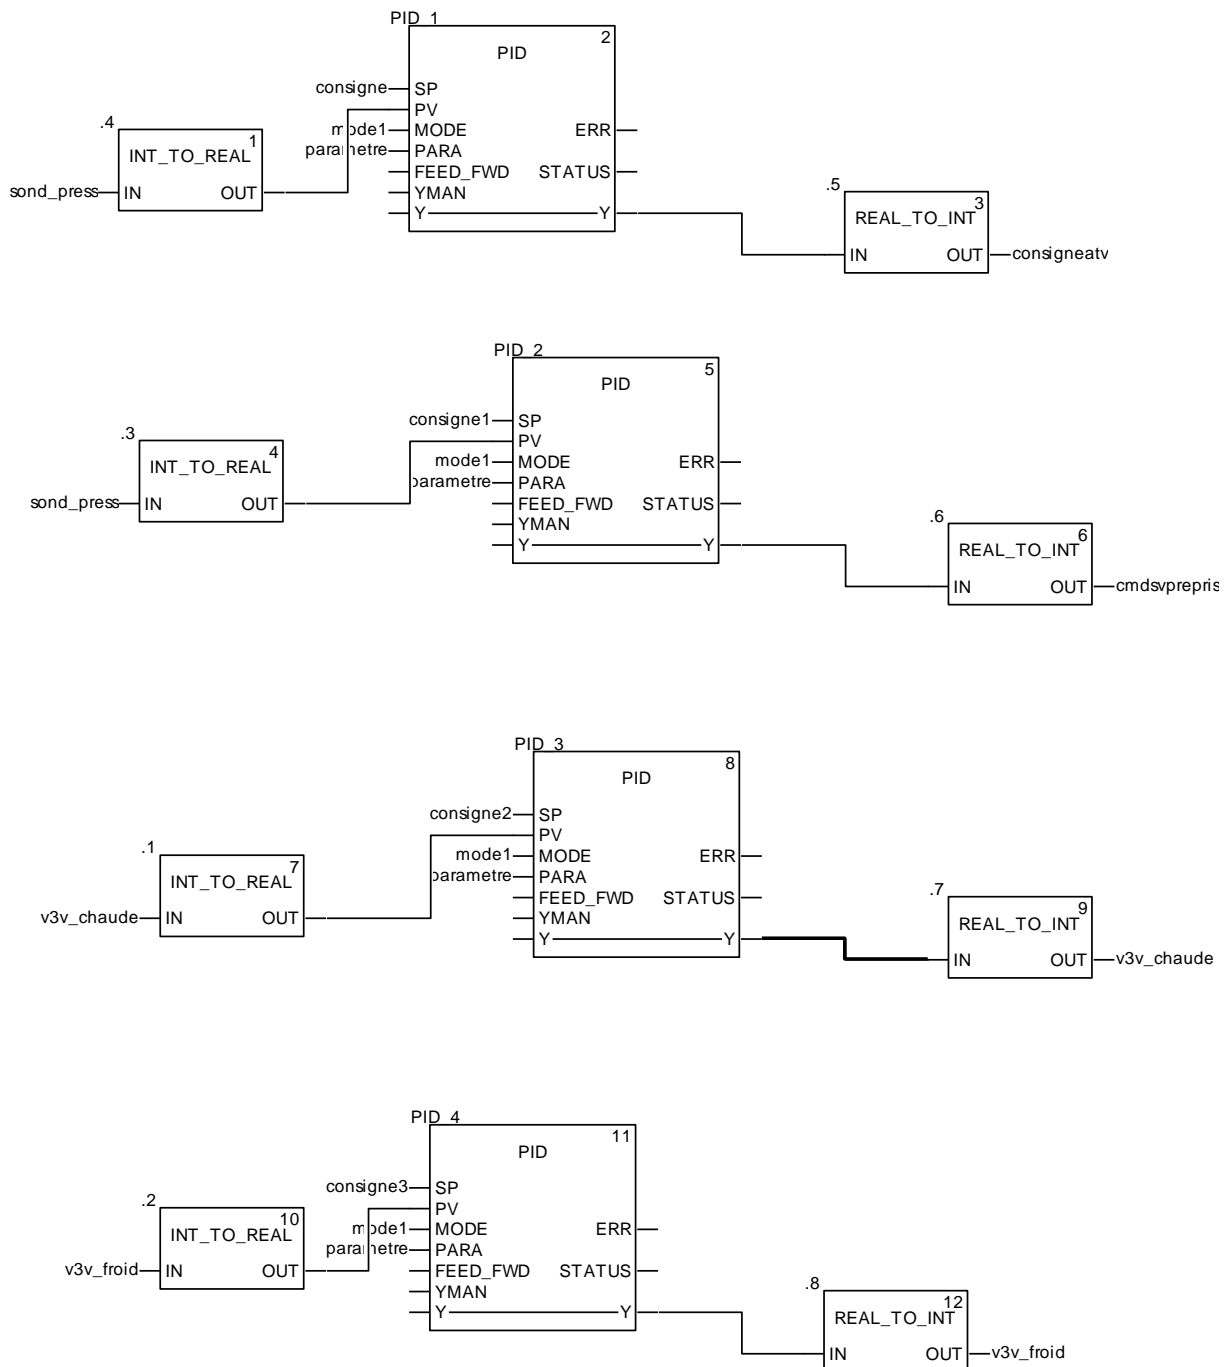 PID_1
2
PID
consigne SP
PV
mode1 MODE ERR
parametre PARA
FEED_FWD STATUS
YMAN
Y Y
.4
1
INT_TO_REAL
sond_press IN OUT
.5
3
REAL_TO_INT
IN OUT consigneatv
PID_2
5
PID
consigne1 SP
PV
mode1 MODE ERR
parametre PARA
FEED_FWD STATUS
YMAN
Y Y
.3
4
INT_TO_REAL
sond_press IN OUT
.6
6
REAL_TO_INT
IN OUT cmdsvprepris
PID_3
8
PID
consigne2 SP
PV
mode1 MODE ERR
parametre PARA
FEED_FWD STATUS
YMAN
Y Y
.1
7
INT_TO_REAL
v3v_chaude IN OUT
.7
9
REAL_TO_INT
IN OUT v3v_chaude
PID_4
11
PID
consigne3 SP
PV
mode1 MODE ERR
parametre PARA
FEED_FWD STATUS
YMAN
Y Y
.2
10
INT_TO_REAL
v3v_froid IN OUT
.8
12
REAL_TO_INT
IN OUT v3v_froid